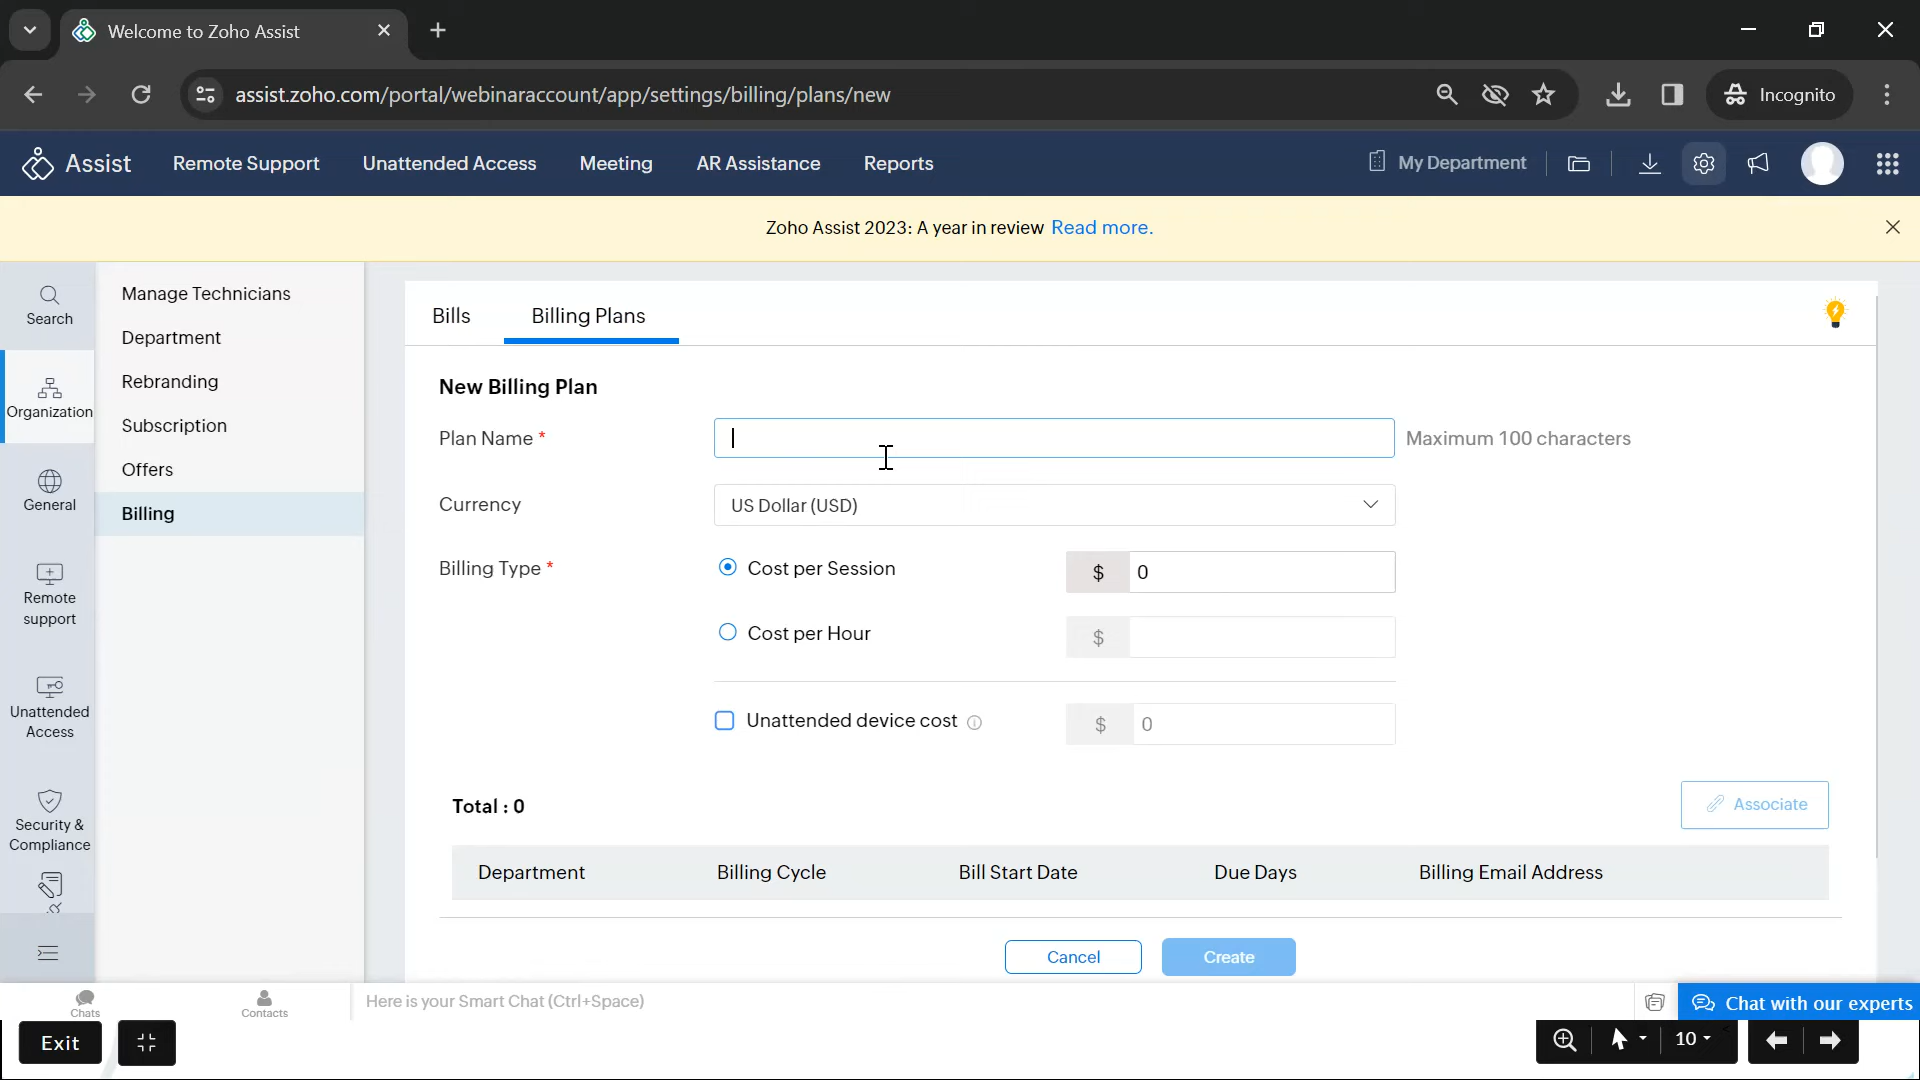 Welcome to Zoho Assist
assist.zoho.com/portal/webinaraccount/app/settings/billing/plans/new
Incognito
Assist
Remote Support
Unattended Access
Meeting
AR Assistance
Reports
My Department
Zoho Assist 2023: A year in review Read more.
Search
Organization
General
Remote
support
Unattended
Access
Security &
Compliance
Manage Technicians
Department
Rebranding
Subscription
Offers
Billing
Bills
Billing Plans
New Billing Plan
Plan Name *
Maximum 100 characters
Currency
US Dollar (USD)
Billing Type *
Cost per Session
$ 0
Cost per Hour
$
Unattended device cost
$ 0
Total : 0
Associate
Department
Billing Cycle
Bill Start Date
Due Days
Billing Email Address
Cancel
Create
Chats
Contacts
Here is your Smart Chat (Ctrl+Space)
Chat with our experts
Exit
10